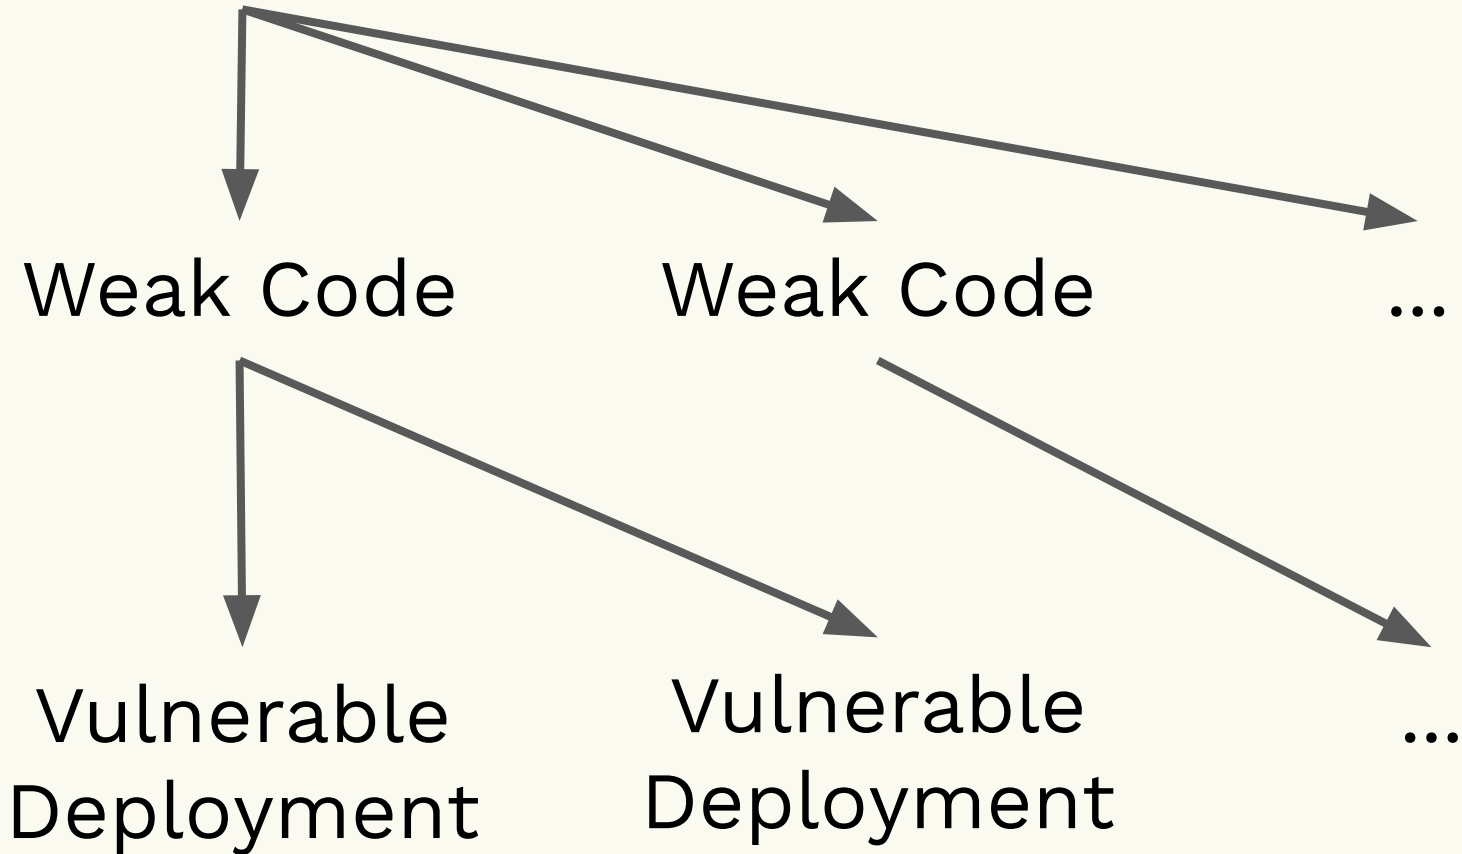 Weak Code Weak Code ...
Vulnerable Vulnerable ...
Deployment Deployment